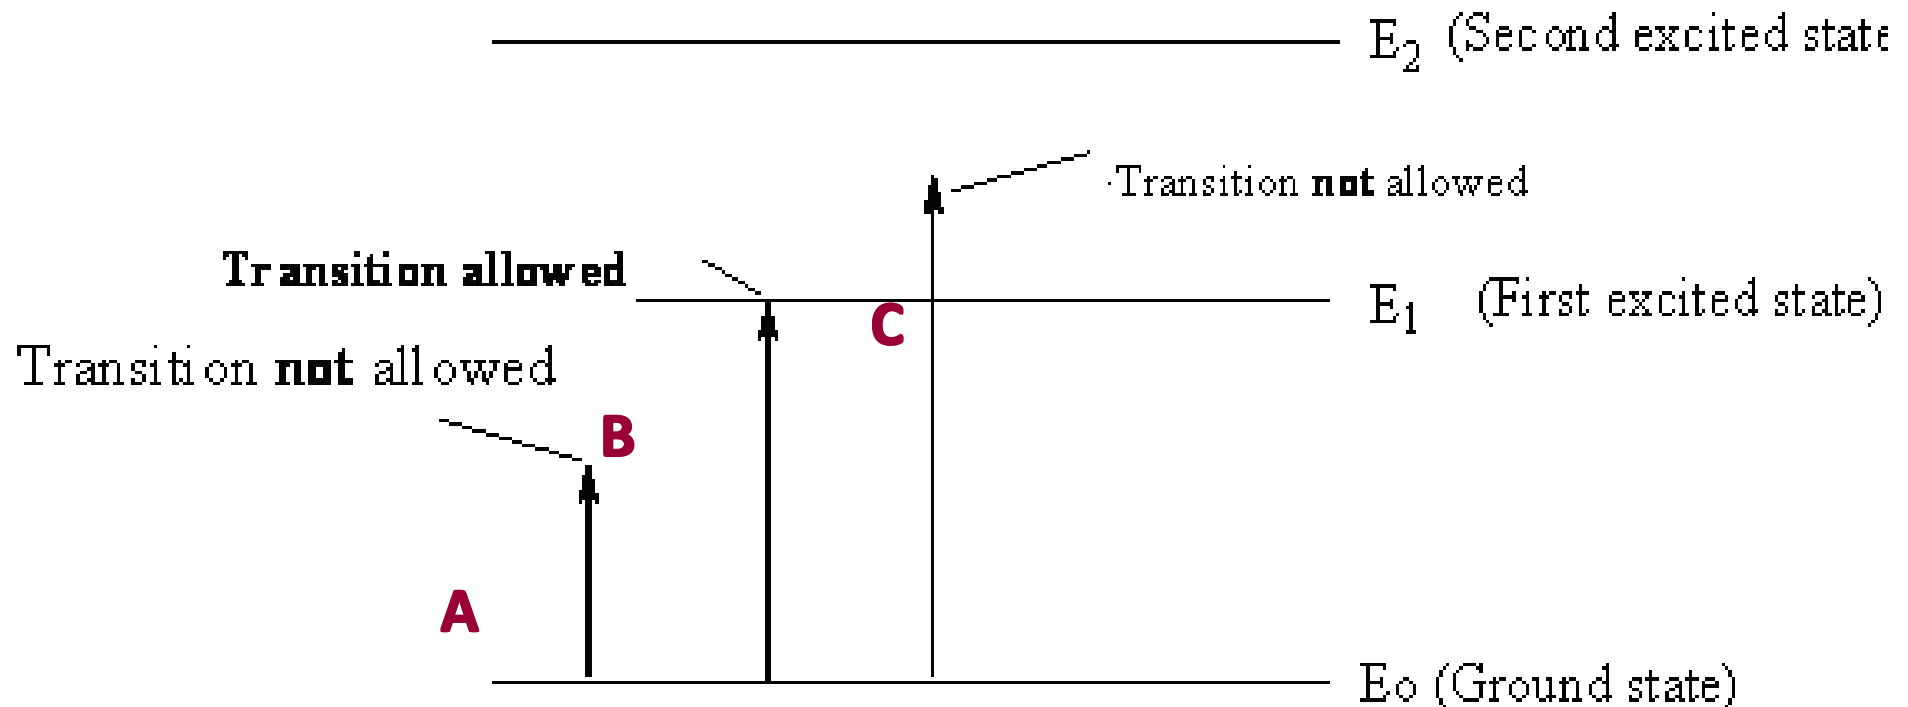 E2 (Second excited state
Transition not allowed
Transition allowed
C
E1 (First excited state)
Transition not allowed
B
A
Eo (Ground state)